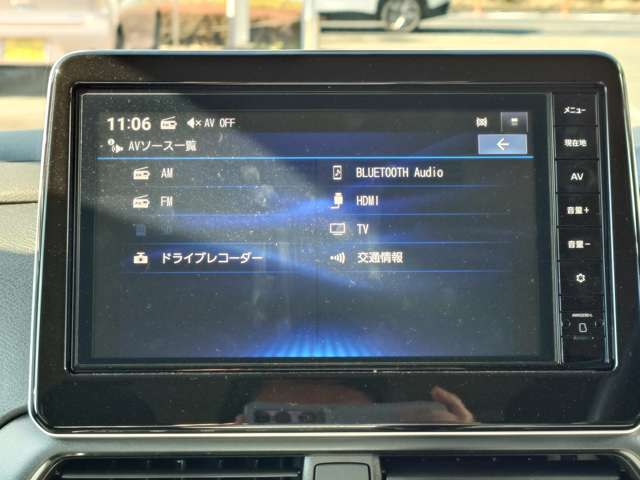 11:06 AV OFF
AVソース一覧
AM
BLUETOOTH Audio
FM
HDMI
TV
ドライブレコーダー
交通情報
メニュー
現在地
AV
音量+
音量-